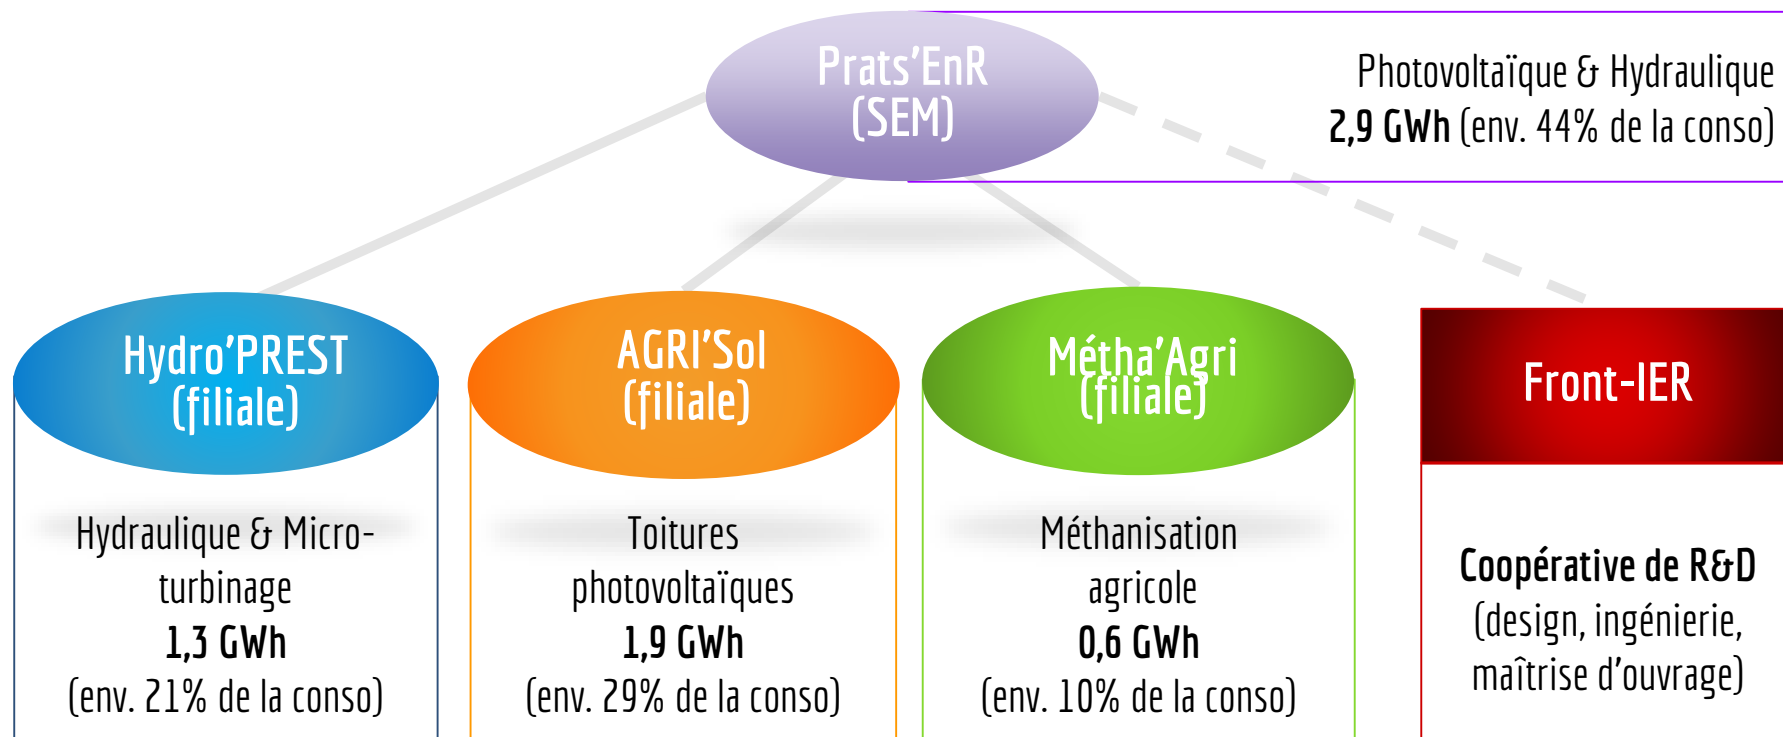 Prats'EnR
(SEM)
Photovoltaïque & Hydraulique
2,9 GWh (env. 44% de la conso)
Hydro'PREST
(filiale)
Hydraulique & Micro-
turbinage
1,3 GWh
(env. 21% de la conso)
AGRI'Sol
(filiale)
Toitures
photovoltaïques
1,9 GWh
(env. 29% de la conso)
Métha'Agri
(filiale)
Méthanisation
agricole
0,6 GWh
(env. 10% de la conso)
Front-IER
Coopérative de R&D
(design, ingénierie,
maîtrise d'ouvrage)